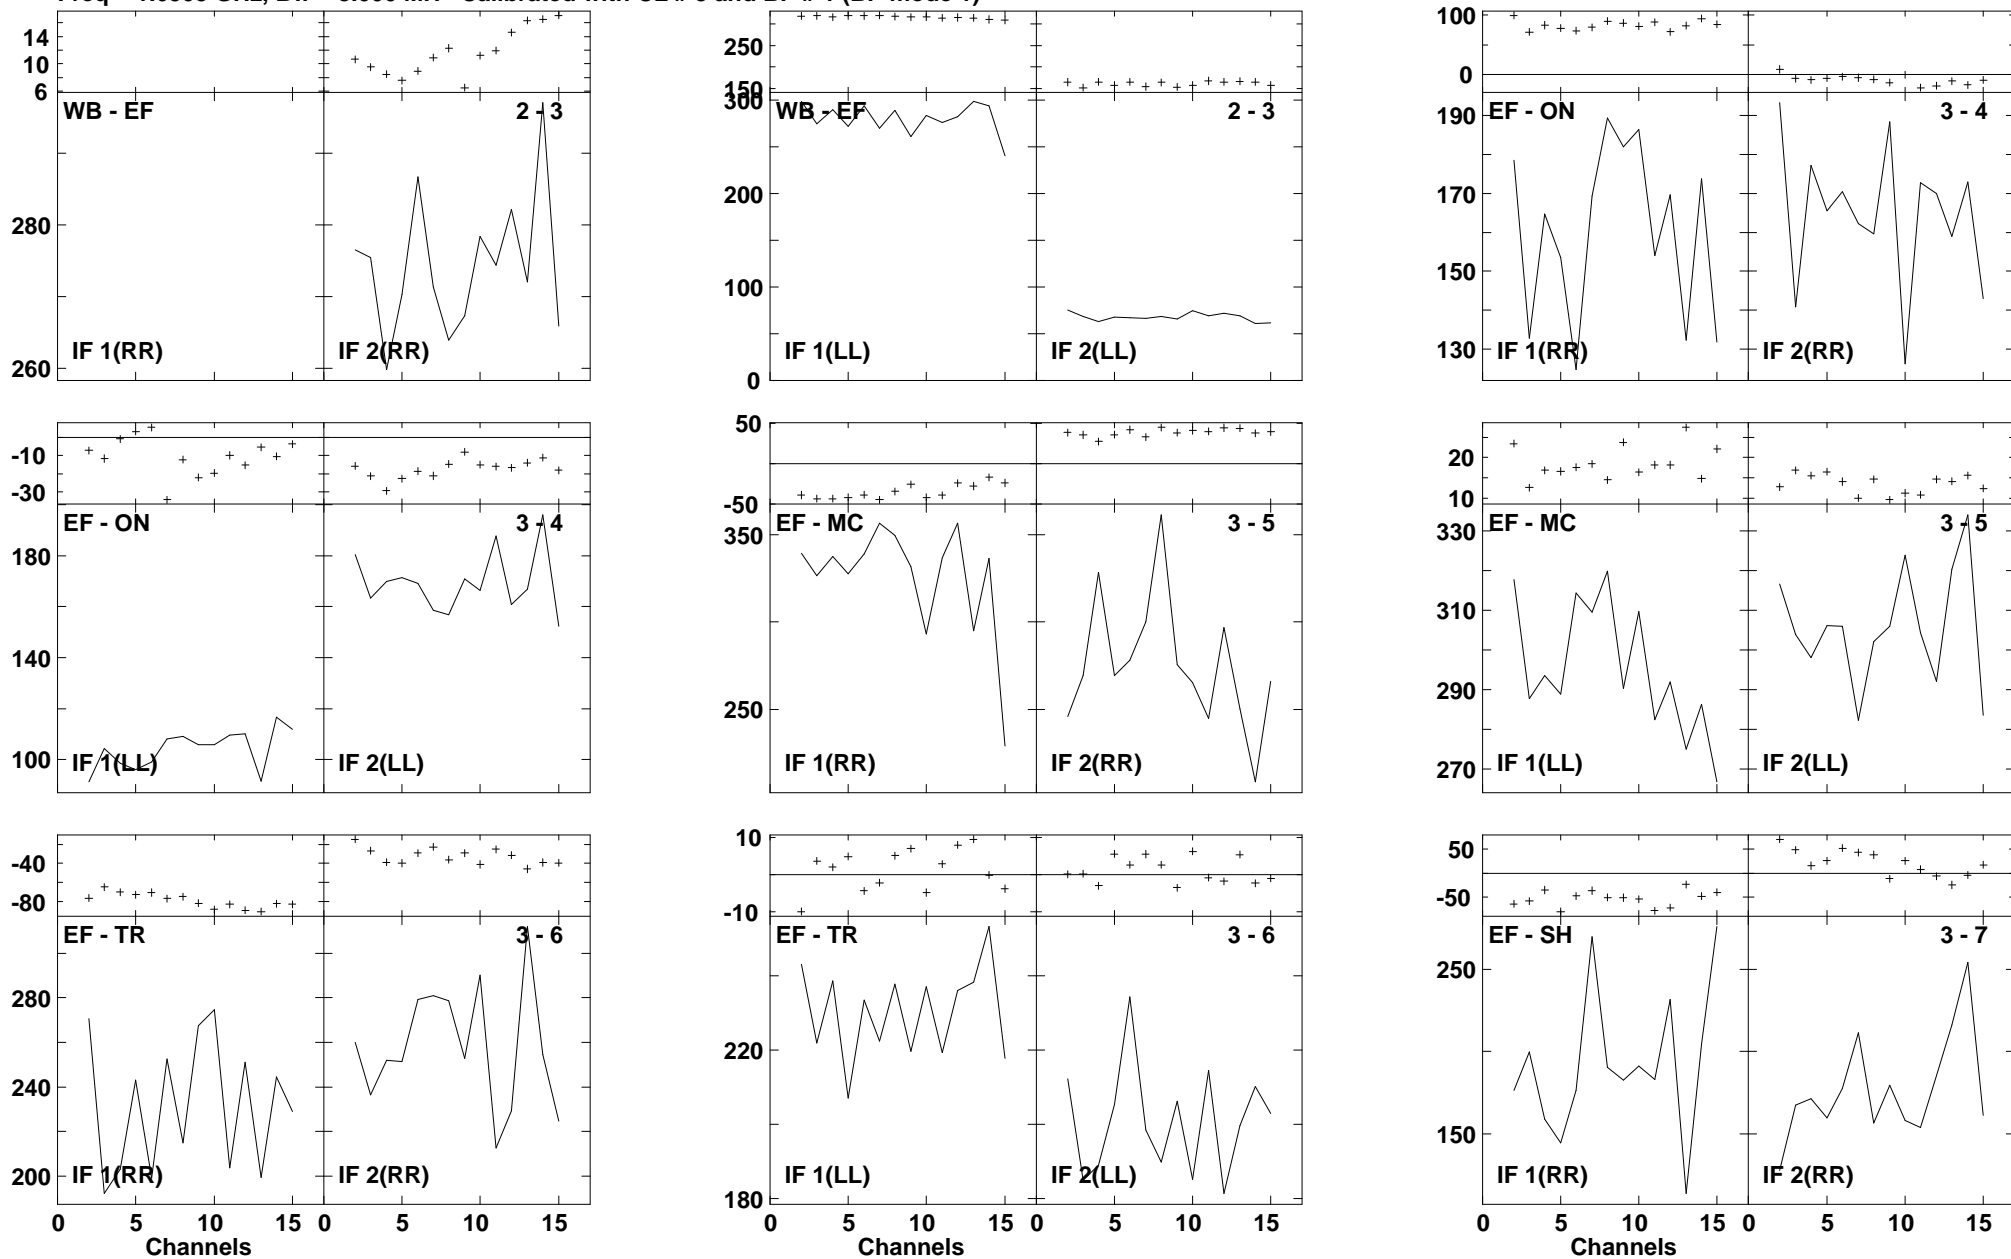 14
10
6
WB - EF
2 - 3
280
260
IF 1(RR)
IF 2(RR)
250
150
300
WB - EF
2 - 3
200
100
0
IF 1(LL)
IF 2(LL)
100
0
EF - ON
3 - 4
190
170
150
130
IF 1(RR)
IF 2(RR)
-10
-30
EF - ON
3 - 4
180
140
100
IF 1(LL)
IF 2(LL)
50
-50
EF - MC
3 - 5
350
250
IF 1(RR)
IF 2(RR)
20
10
EF - MC
3 - 5
330
310
290
270
IF 1(LL)
IF 2(LL)
-40
-80
EF - TR
3 - 6
280
240
200
IF 1(RR)
IF 2(RR)
0 5 10 15 0 5 10 15
Channels
10
-10
EF - TR
3 - 6
220
180
IF 1(LL)
IF 2(LL)
0 5 10 15 0 5 10 15
Channels
50
-50
EF - SH
3 - 7
250
150
IF 1(RR)
IF 2(RR)
0 5 10 15 0 5 10 15
Channels